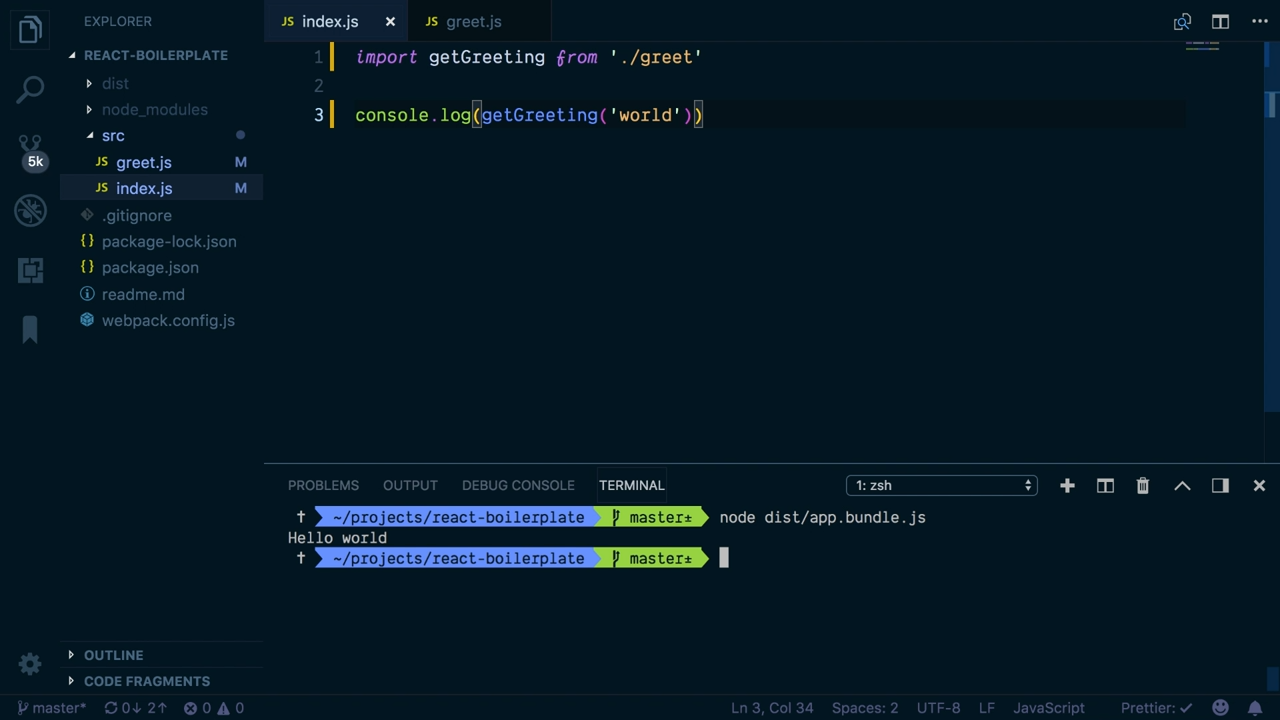 EXPLORER
REACT-BOILERPLATE
dist
node_modules
src
JS greet.js M
JS index.js M
.gitignore
{} package-lock.json
{} package.json
readme.md
webpack.config.js
5k
OUTLINE
CODE FRAGMENTS
JS index.js
JS greet.js
1 import getGreeting from './greet'
2
3 console.log(getGreeting('world'))
PROBLEMS OUTPUT DEBUG CONSOLE TERMINAL 1: zsh
† ~/projects/react-boilerplate master± node dist/app.bundle.js
Hello world
† ~/projects/react-boilerplate master±
master* 0↓ 2↑ 0 0 Ln 3, Col 34 Spaces: 2 UTF-8 LF JavaScript Prettier: ✓